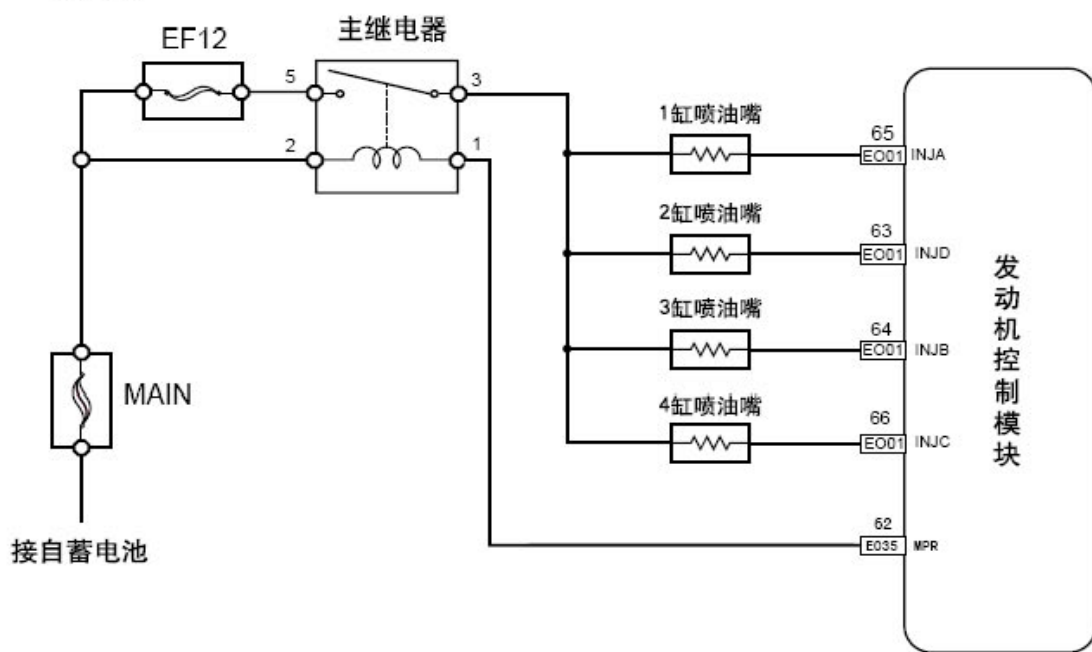 主继电器
EF12
5
3
2
1
1缸喷油嘴
65
EO01
INJA
2缸喷油嘴
63
EO01
INJD
3缸喷油嘴
64
EO01
INJB
4缸喷油嘴
66
EO01
INJC
62
E035
MPR
发动机控制模块
MAIN
接自蓄电池